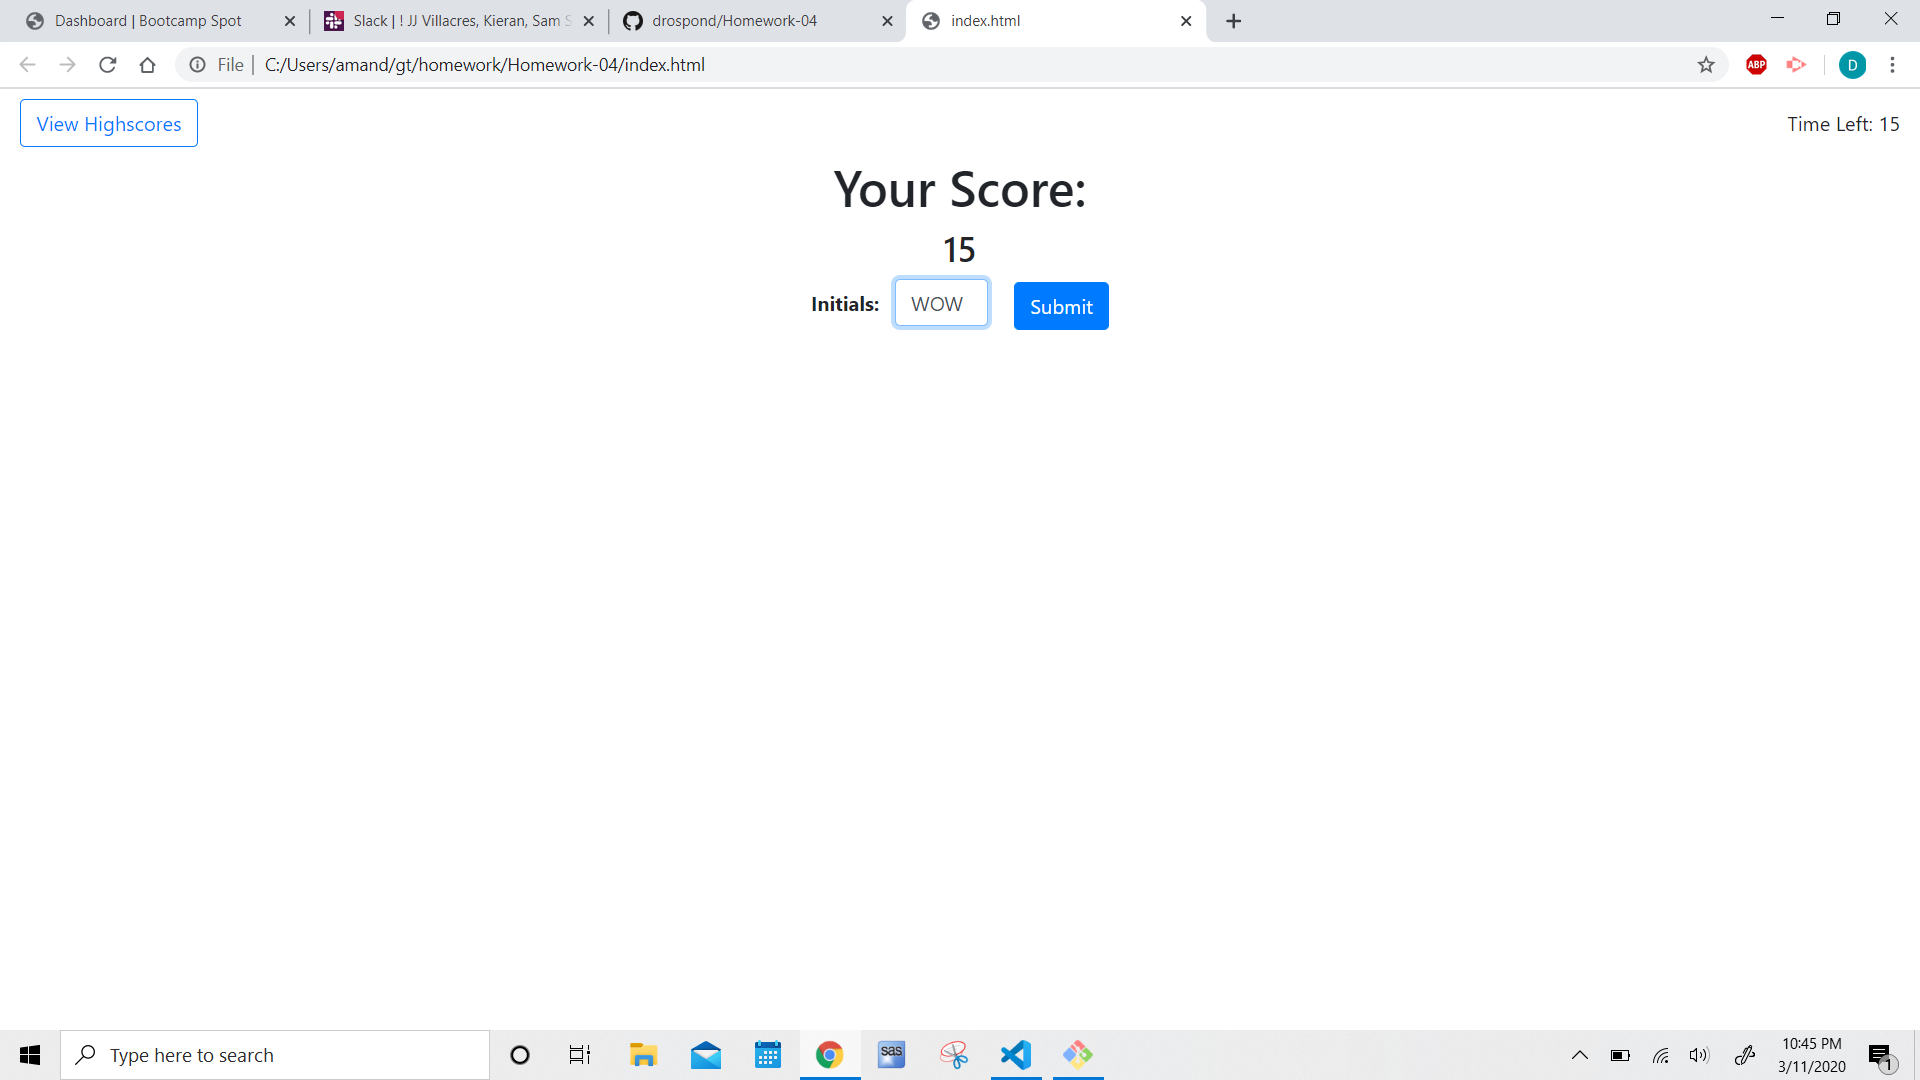 Dashboard | Bootcamp Spot
Slack | ! JJ Villacres, Kieran, Sam S
drospond/Homework-04
index.html
File | C:/Users/amand/gt/homework/Homework-04/index.html
ABP
D
View Highscores
Time Left: 15
Your Score:
15
Initials: WOW Submit
Type here to search
sas
10:45 PM
3/11/2020
1